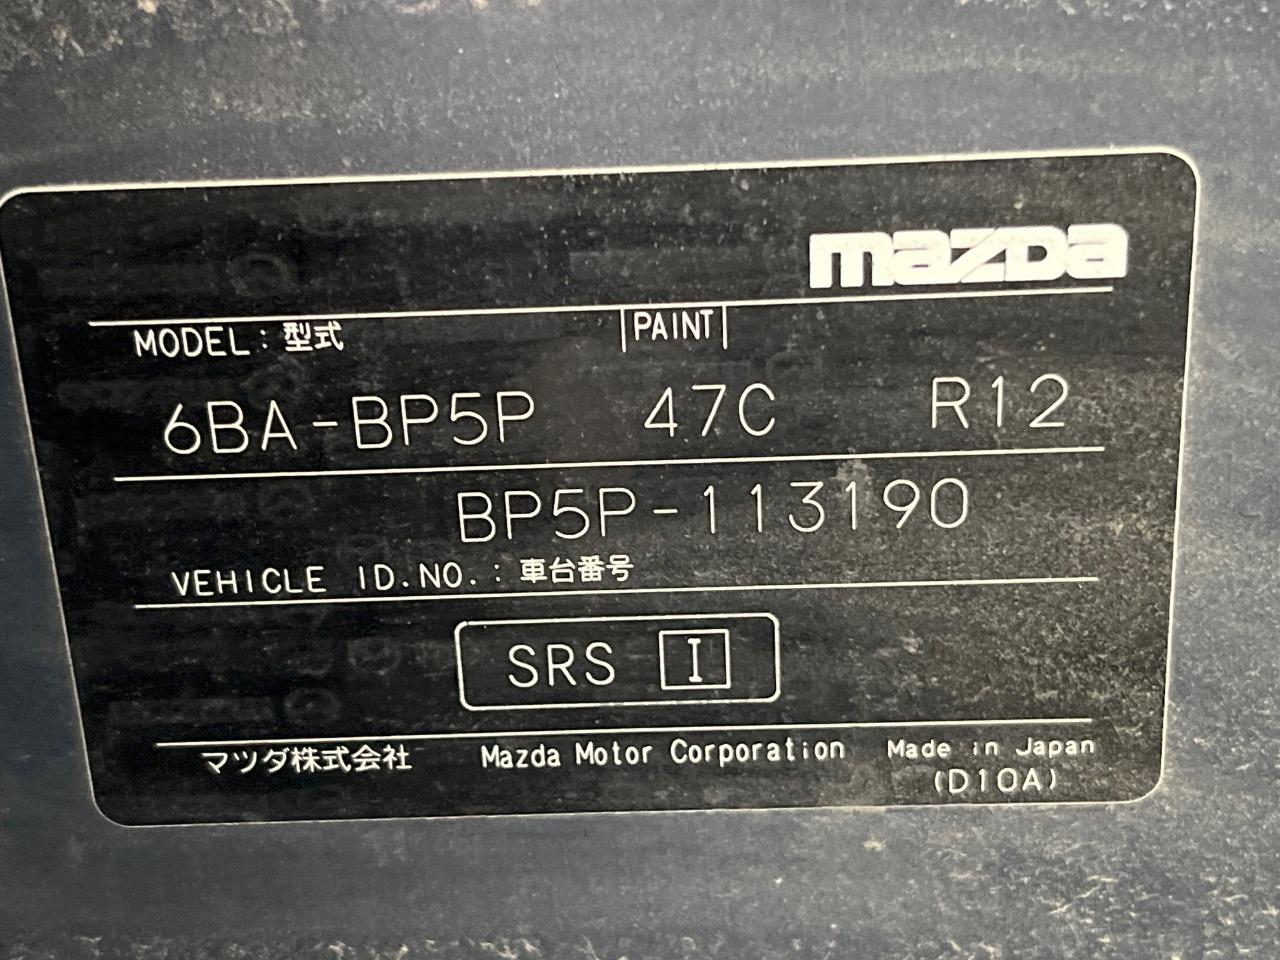 mazda
MODEL: 型式 PAINT
6BA-BP5P 47C R12
BP5P-113190
VEHICLE ID.NO.: 車台番号
SRS I
マツダ株式会社 Mazda Motor Corporation Made in Japan
(D10A)